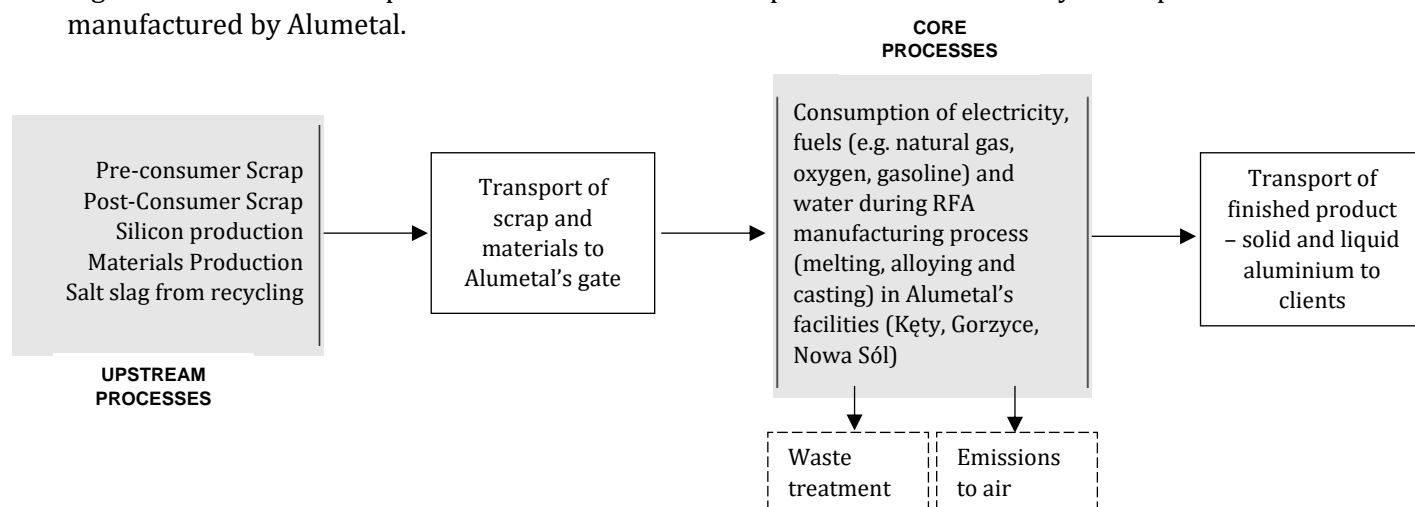 manufactured by Alumetal.
CORE
PROCESSES
Pre-consumer Scrap
Post-Consumer Scrap
Silicon production
Materials Production
Salt slag from recycling
UPSTREAM
PROCESSES
Transport of
scrap and
materials to
Alumetal’s gate
Consumption of electricity,
fuels (e.g. natural gas,
oxygen, gasoline) and
water during RFA
manufacturing process
(melting, alloying and
casting) in Alumetal’s
facilities (Kęty, Gorzyce,
Nowa Sól)
Transport of
finished product
– solid and liquid
aluminium to
clients
Waste
treatment
Emissions
to air